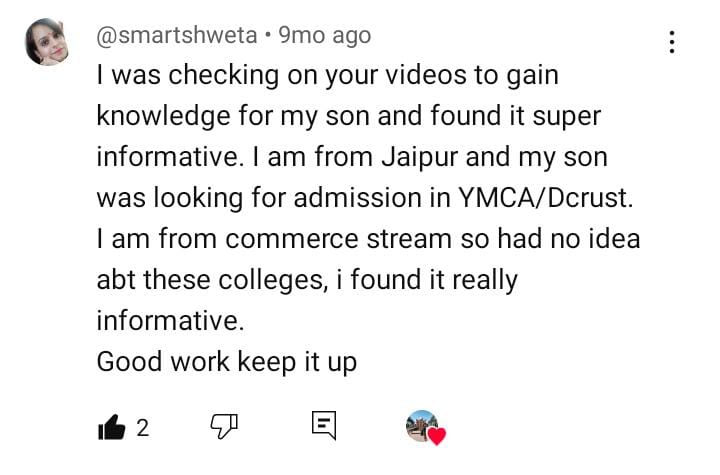 @smartshweta • 9mo ago
I was checking on your videos to gain
knowledge for my son and found it super
informative. I am from Jaipur and my son
was looking for admission in YMCA/Dcrust.
I am from commerce stream so had no idea
abt these colleges, i found it really
informative.
Good work keep it up
2